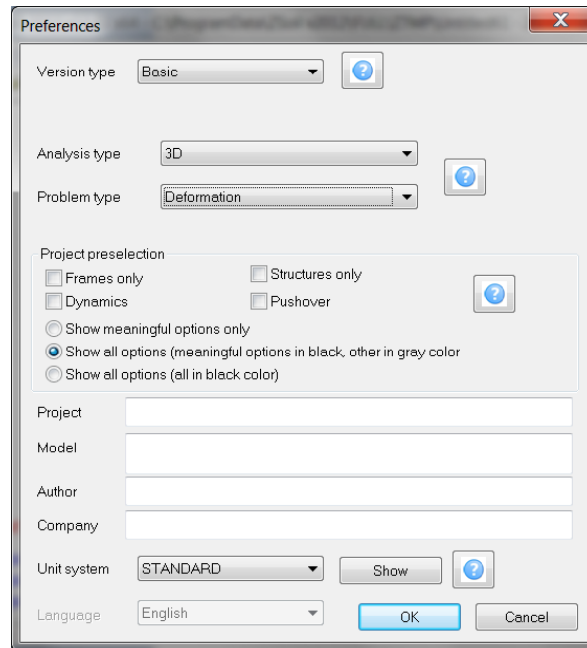 Preferences
Version type Basic
Analysis type 3D
Problem type Deformation
Project preselection
Frames only Structures only
Dynamics Pushover
Show meaningful options only
Show all options (meaningful options in black, other in gray color
Show all options (all in black color)
Project
Model
Author
Company
Unit system STANDARD Show
Language English OK Cancel